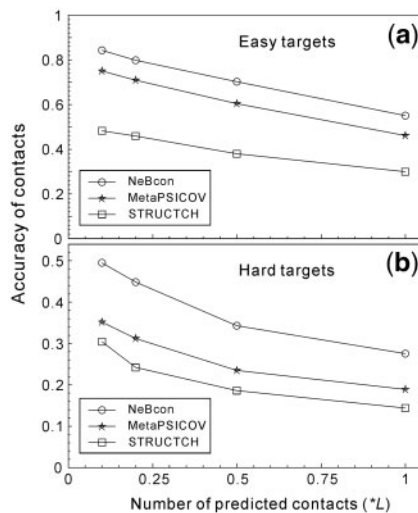 Accuracy of contacts
1
0.8
0.6
0.4
0.2
0
Easy targets
(a)
NeBcon
MetaPSICOV
STRUCTCH
0.5
0.4
0.3
0.2
0.1
0
Hard targets
(b)
NeBcon
MetaPSICOV
STRUCTCH
0 0.25 0.5 0.75 1
Number of predicted contacts (*L)